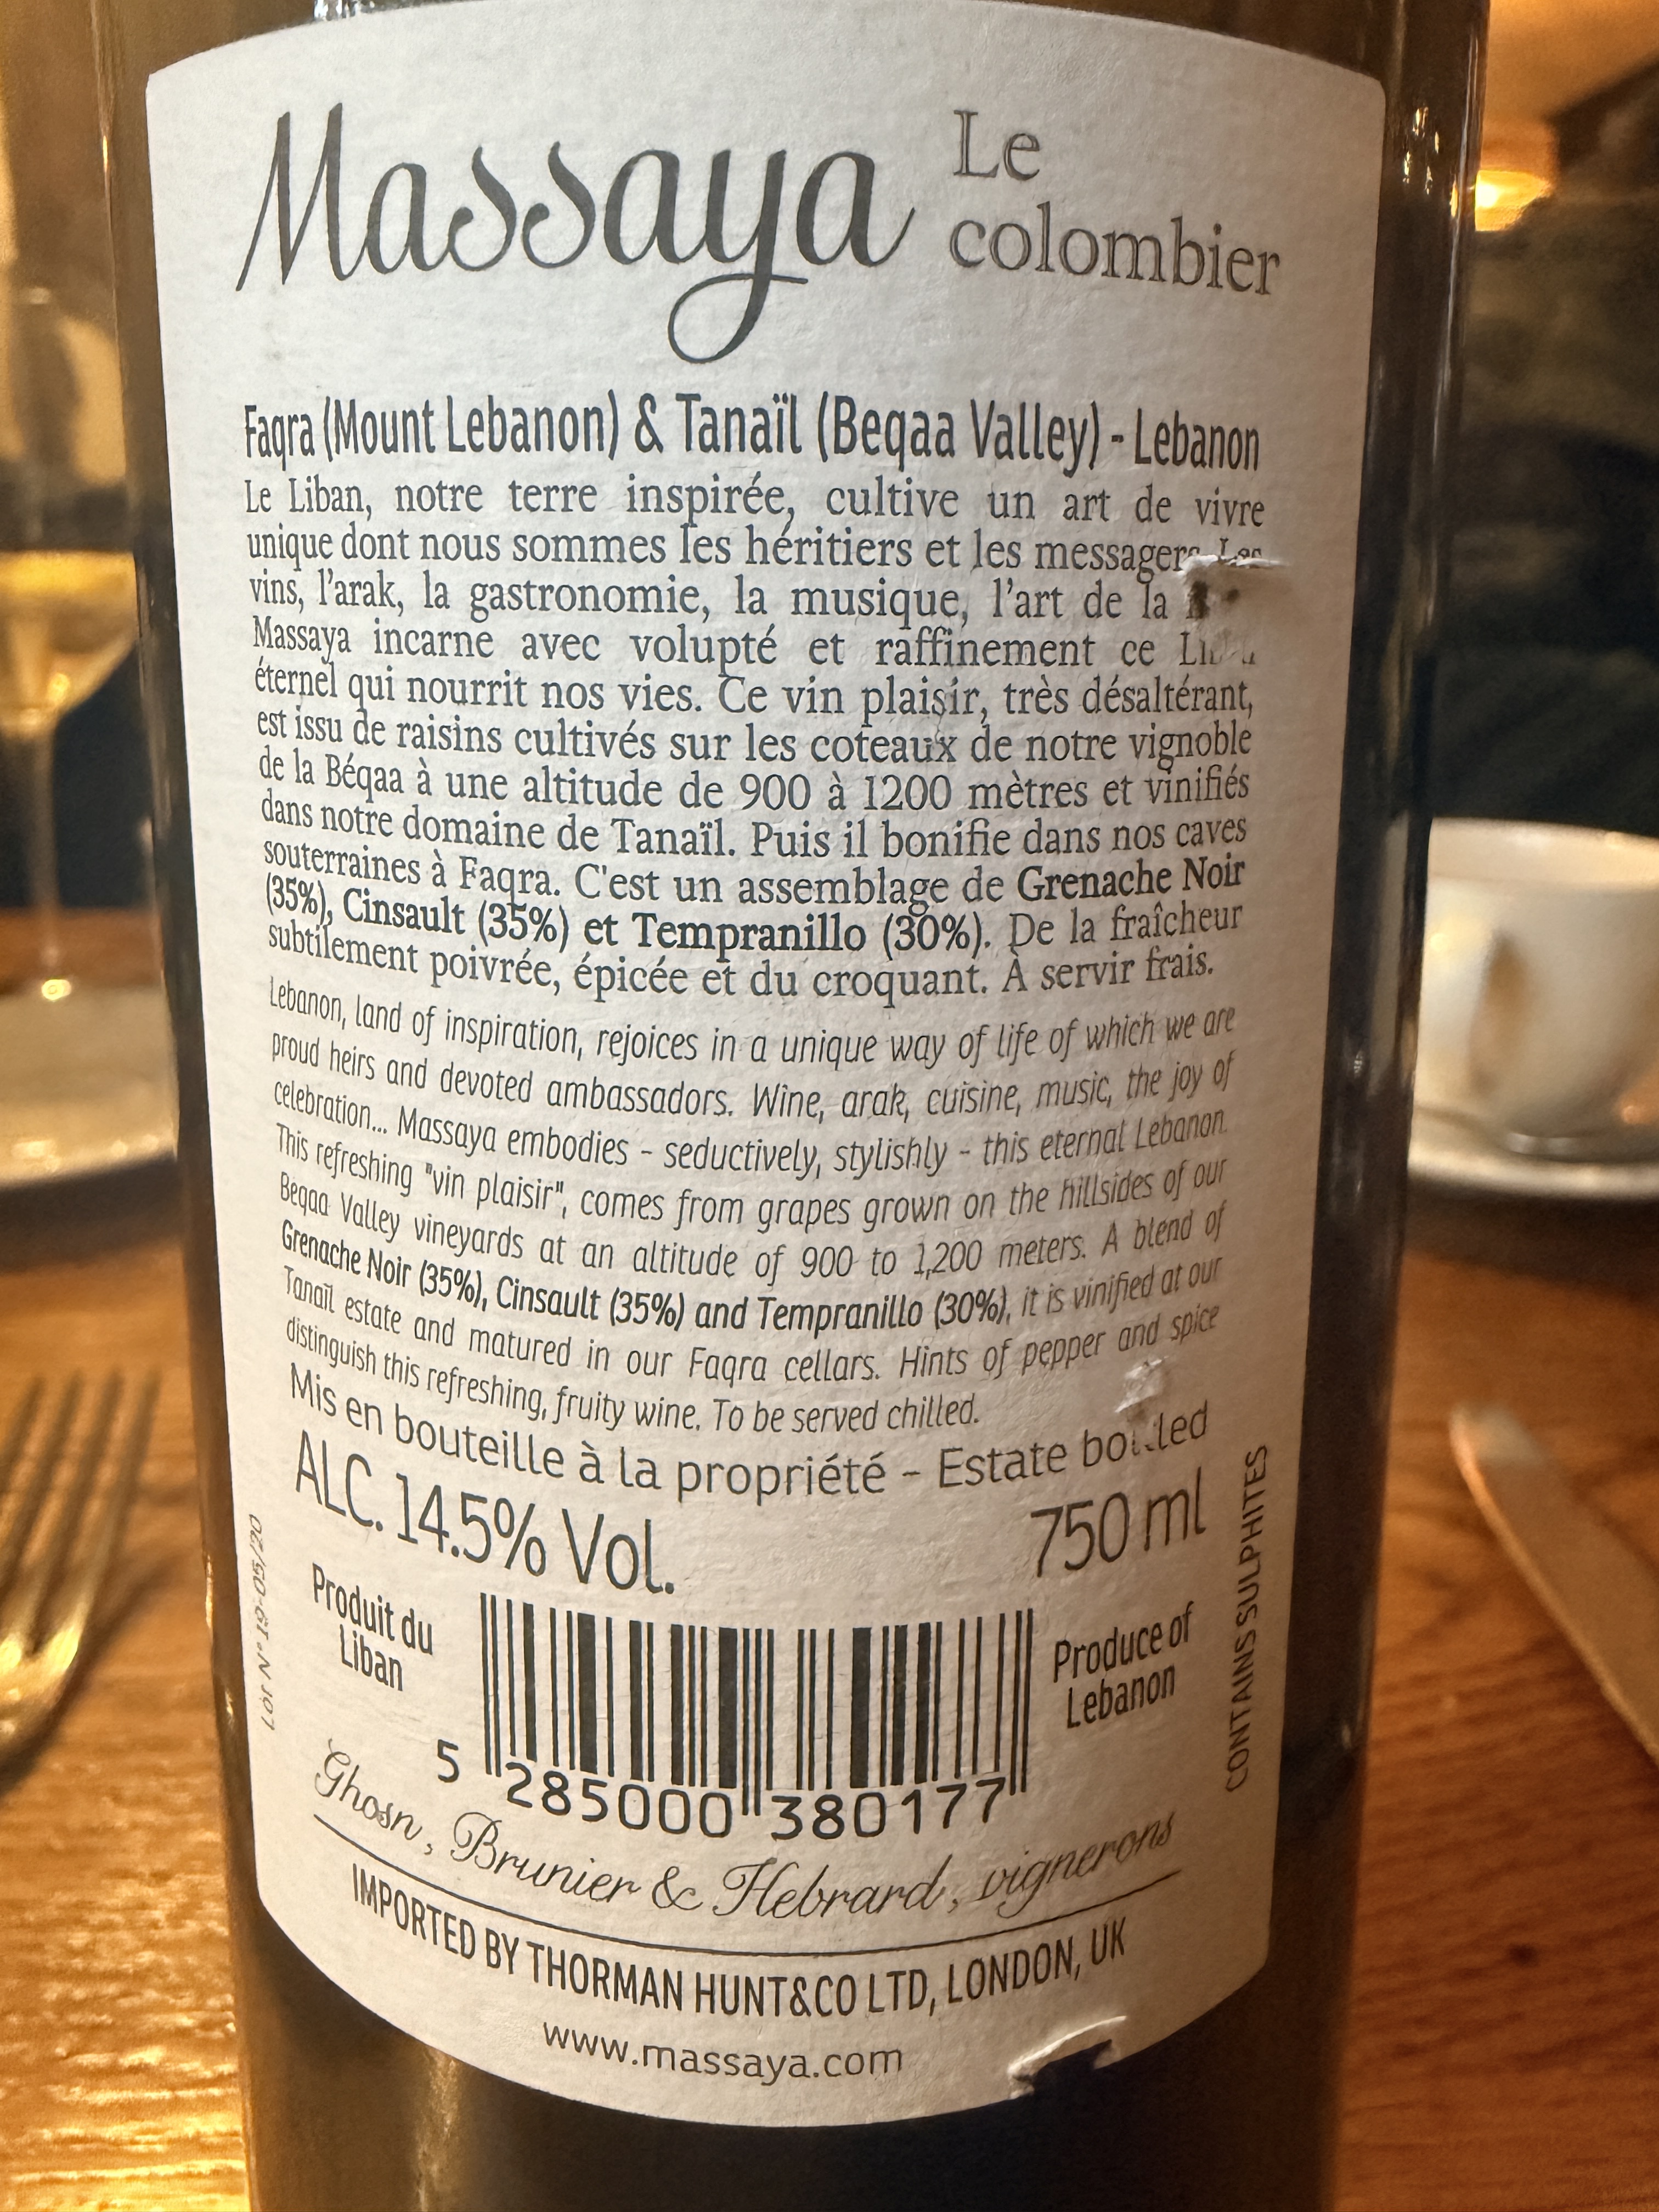 Massaya Le
colombier
Faqra (Mount Lebanon) & Tanaïl (Beqaa Valley) - Lebanon
Le Liban, notre terre inspirée, cultive un art de vivre
unique dont nous sommes les héritiers et les messagers. Les
vins, l'arak, la gastronomie, la musique, l'art de la
Massaya incarne avec volupté et raffinement ce
éternel qui nourrit nos vies. Ce vin plaisir, très désaltérant,
est issu de raisins cultivés sur les coteaux de notre vignoble
de la Béqaa à une altitude de 900 à 1200 mètres et vinifiés
dans notre domaine de Tanaïl. Puis il bonifie dans nos caves
souterraines à Faqra. C'est un assemblage de Grenache Noir
(35%), Cinsault (35%) et Tempranillo (30%). De la fraîcheur
subtilement poivrée, épicée et du croquant. À servir frais.
Lebanon, land of inspiration, rejoices in a unique way of life of which we are
proud heirs and devoted ambassadors. Wine, arak, cuisine, music, the joy of
celebration... Massaya embodies - seductively, stylishly - this eternal Lebanon.
This refreshing "vin plaisir", comes from grapes grown on the hillsides of our
Beqaa Valley vineyards at an altitude of 900 to 1,200 meters. A blend of
Grenache Noir (35%), Cinsault (35%) and Tempranillo (30%), it is vinified at our
Tanaïl estate and matured in our Faqra cellars. Hints of pepper and spice
distinguish this refreshing, fruity wine. To be served chilled.
Mis en bouteille à la propriété - Estate bottled
ALC. 14.5% Vol. 750 ml
LOT N° 19-05/20
Produit du
Liban
Produce of
Lebanon
CONTAINS SULPHITES
5 285000 380177
Ghosn, Brunier & Hebrard, vignerons
IMPORTED BY THORMAN HUNT&CO LTD, LONDON, UK
www.massaya.com